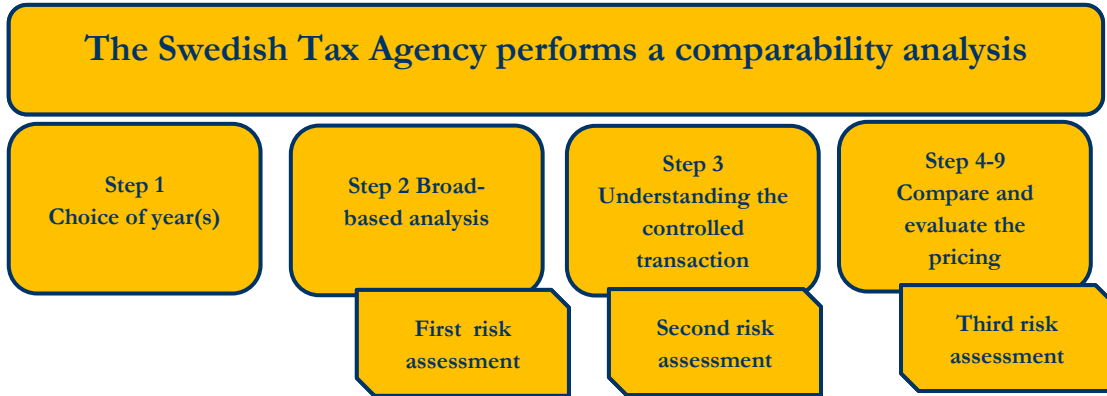 The Swedish Tax Agency performs a comparability analysis
Step 1
Choice of year(s)
Step 2 Broad-
based analysis
Step 3
Understanding the
controlled
transaction
Step 4-9
Compare and
evaluate the
pricing
First risk
assessment
Second risk
assessment
Third risk
assessment